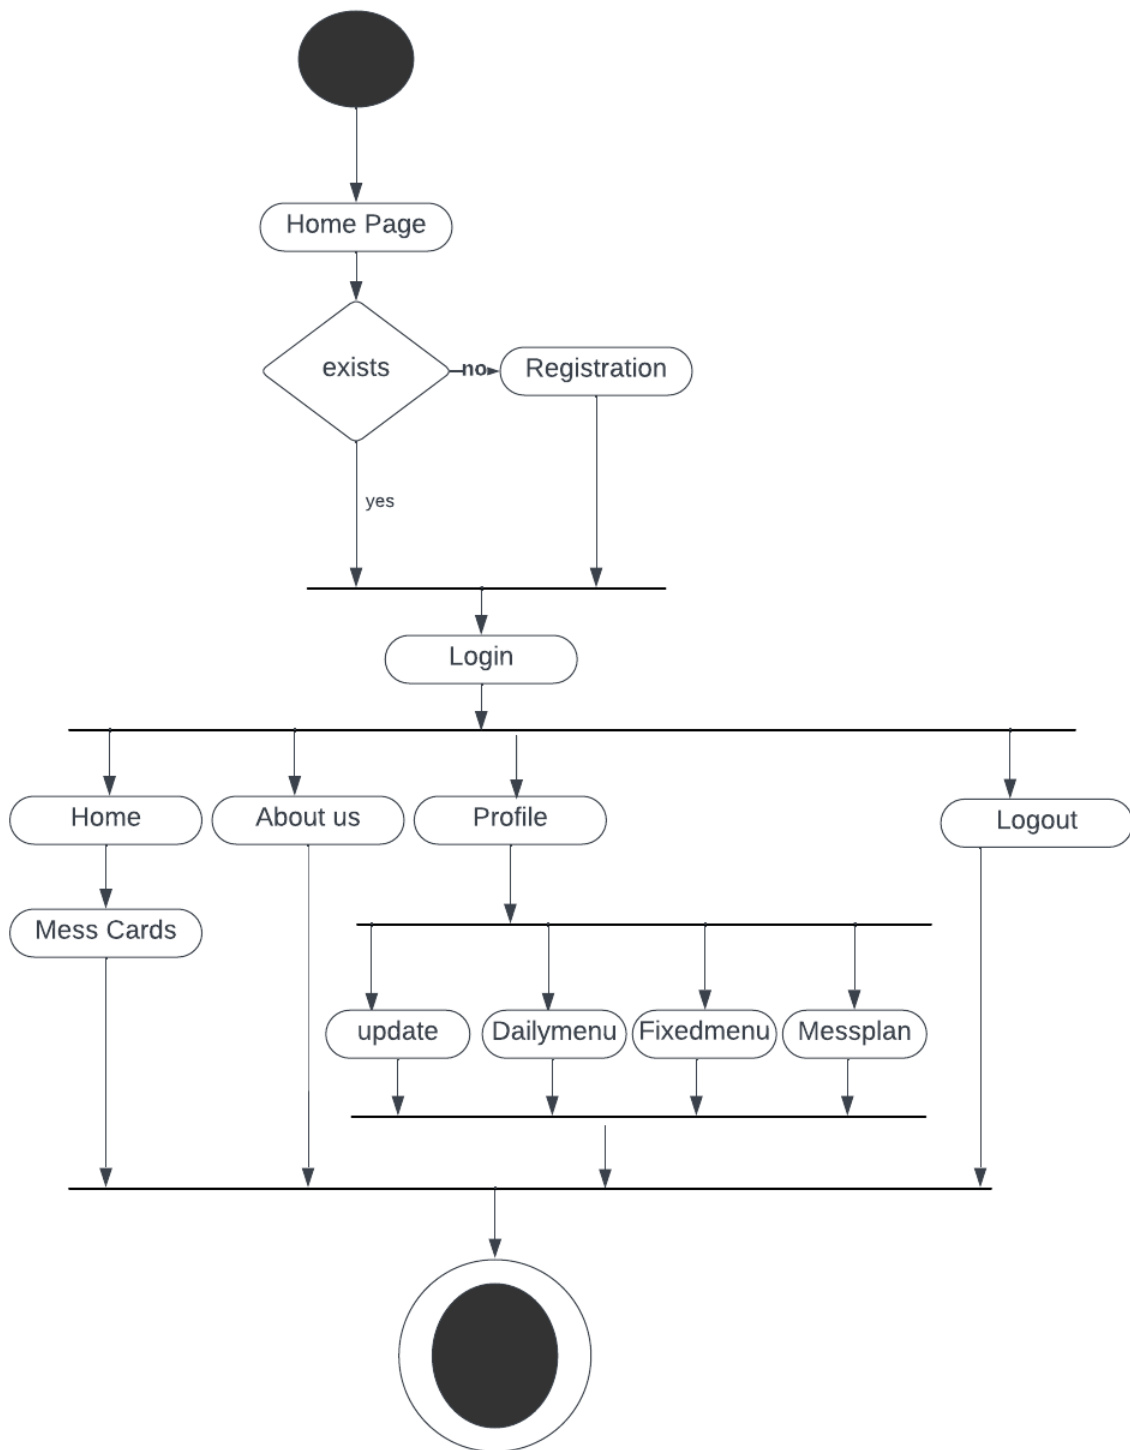 Home Page
exists
no
Registration
yes
Login
Home
About us
Profile
Logout
Mess Cards
update
Dailymenu
Fixedmenu
Messplan